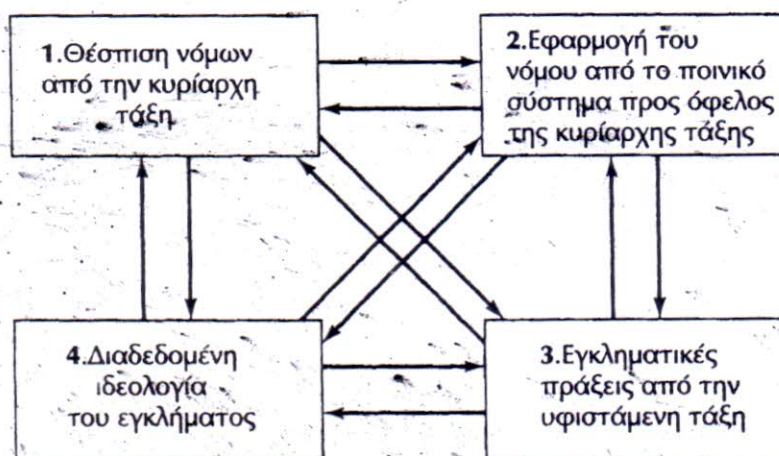 1.Θέσπιση νόμων
από την κυρίαρχη
τάξη
2.Εφαρμογή του
νόμου από το ποινικό
σύστημα προς όφελος
της κυρίαρχης τάξης
4.Διαδεδομένη
ιδεολογία
του εγκλήματος
3.Εγκληματικές
πράξεις από την
υφιστάμενη τάξη